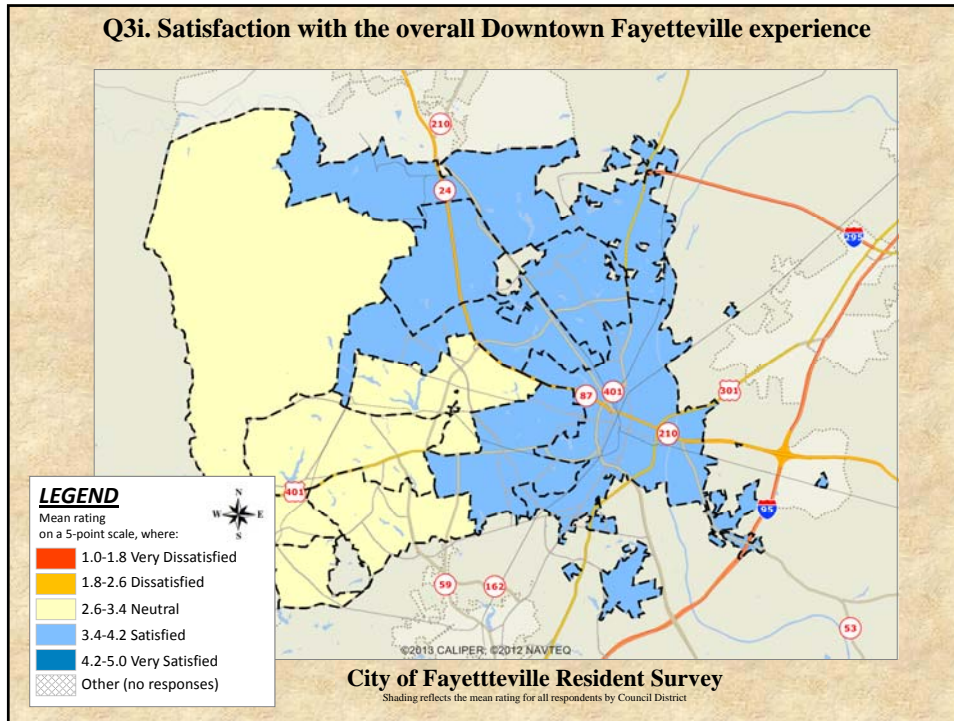 Q3i. Satisfaction with the overall Downtown Fayetteville experience
210
24
295
87
401
301
210
401
95
59
162
53
LEGEND
Mean rating
on a 5-point scale, where:
N
W E
S
1.0-1.8 Very Dissatisfied
1.8-2.6 Dissatisfied
2.6-3.4 Neutral
3.4-4.2 Satisfied
4.2-5.0 Very Satisfied
Other (no responses)
©2013 CALIPER; ©2012 NAVTEQ
City of Fayettteville Resident Survey
Shading reflects the mean rating for all respondents by Council District